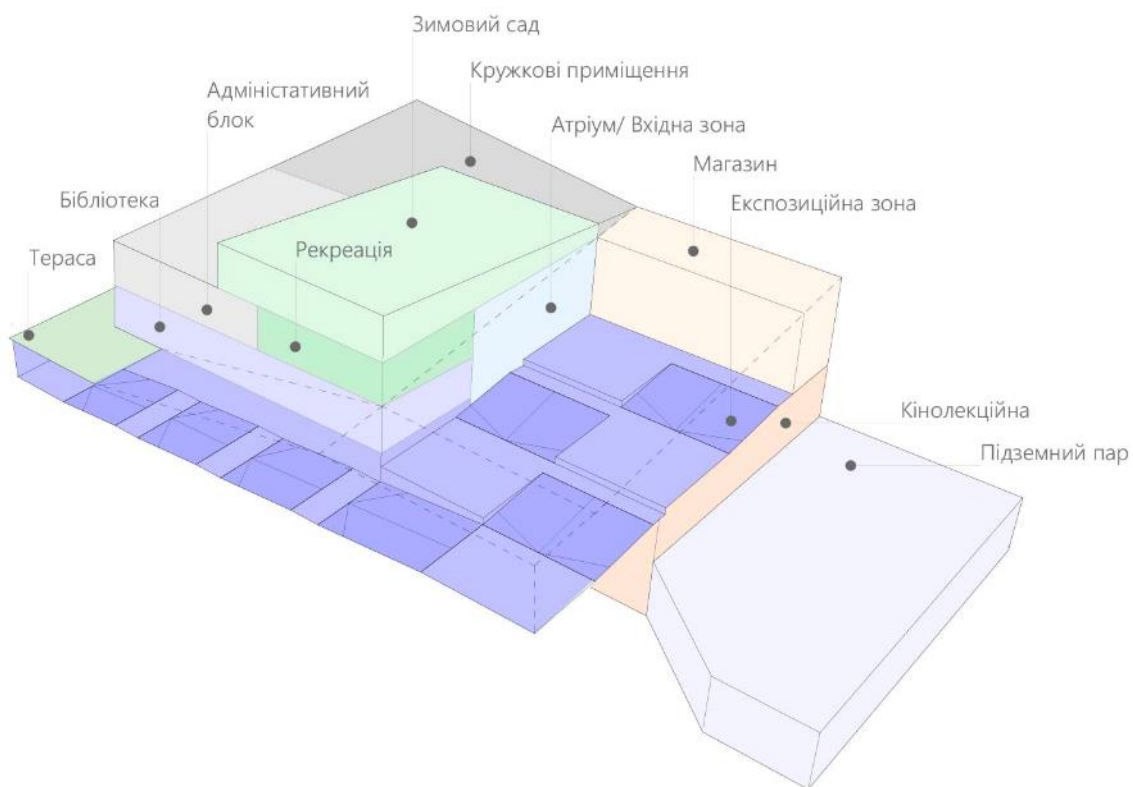 Зимовий сад
Кружкові приміщення
Адміністативний
блок
Атріум/ Вхідна зона
Магазин
Бібліотека
Експозиційна зона
Рекреація
Тераса
Кінолекційна
Підземний пар